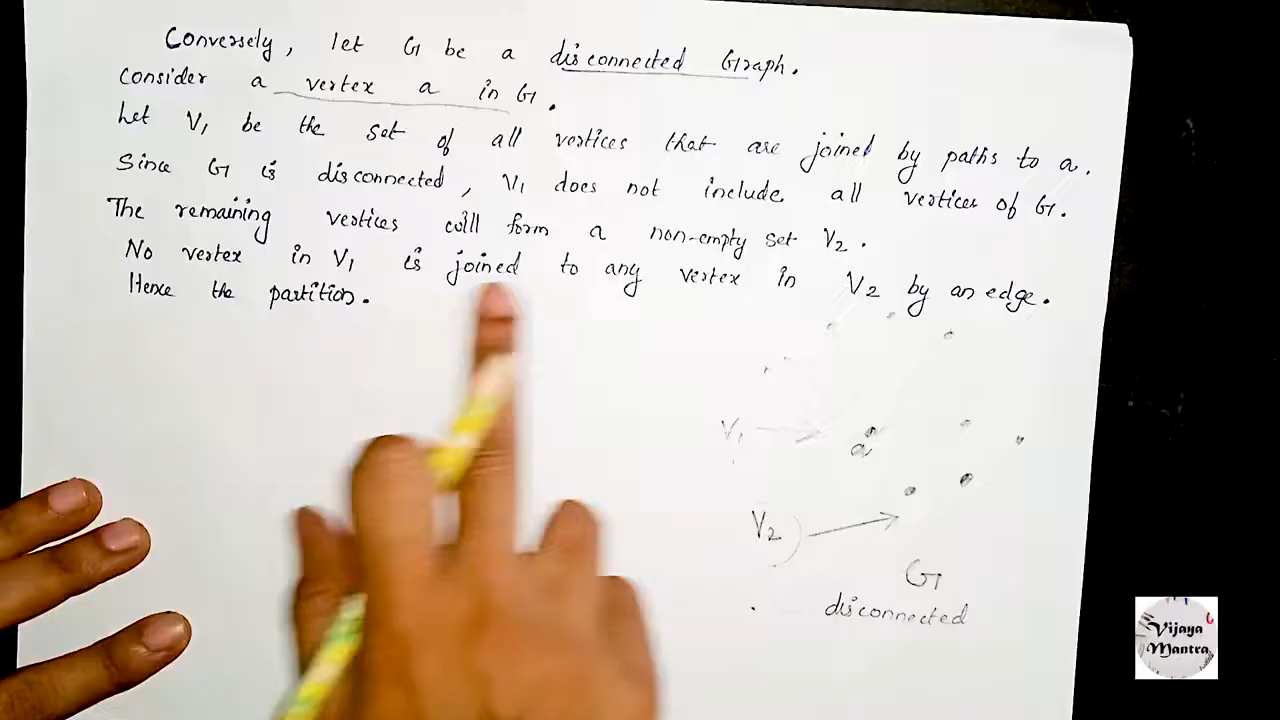 Conversely, let G be a disconnected Graph.
Consider a vertex a in G.
Let V1 be the set of all vertices that are joined by paths to a.
Since G is disconnected, V1 does not include all vertices of G.
The remaining vertices will form a non-empty set V2.
No vertex in V1 is joined to any vertex in V2 by an edge.
Hence the partition.
V1
a
V2
G
disconnected
Vijaya
Mantra